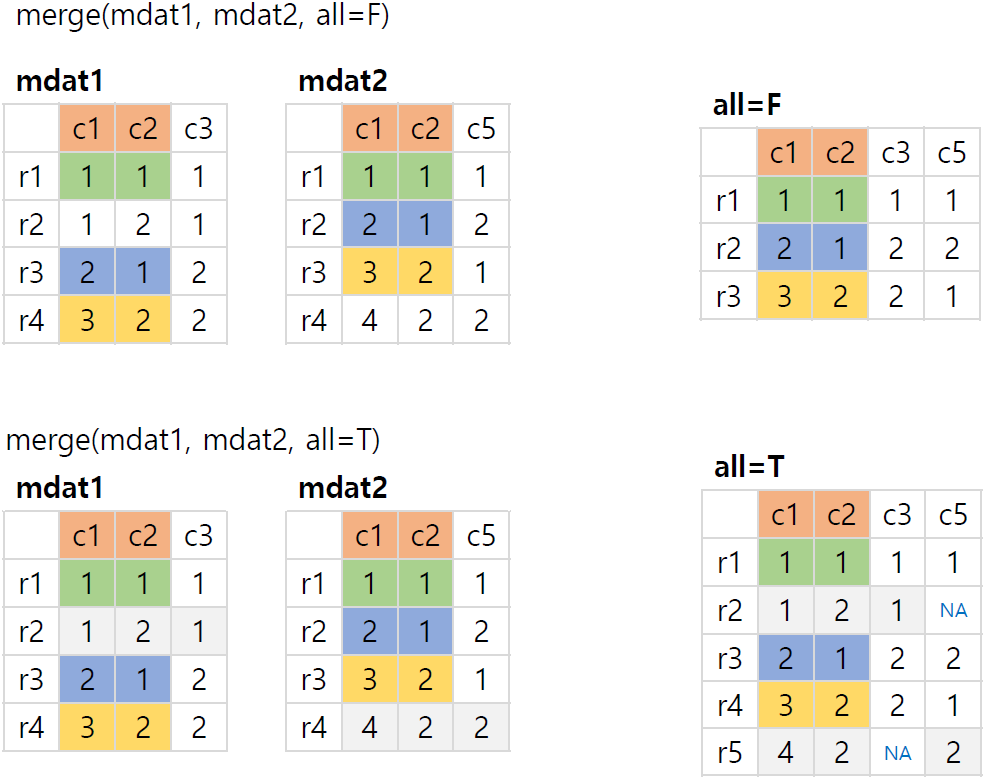 merge(mdat1, mdat2, all=F)
mdat1
c1 c2 c3
r1 1 1 1
r2 1 2 1
r3 2 1 2
r4 3 2 2
mdat2
c1 c2 c5
r1 1 1 1
r2 2 1 2
r3 3 2 1
r4 4 2 2
all=F
c1 c2 c3 c5
r1 1 1 1 1
r2 2 1 2 2
r3 3 2 2 1
merge(mdat1, mdat2, all=T)
mdat1
c1 c2 c3
r1 1 1 1
r2 1 2 1
r3 2 1 2
r4 3 2 2
mdat2
c1 c2 c5
r1 1 1 1
r2 2 1 2
r3 3 2 1
r4 4 2 2
all=T
c1 c2 c3 c5
r1 1 1 1 1
r2 1 2 1 NA
r3 2 1 2 2
r4 3 2 2 1
r5 4 2 NA 2